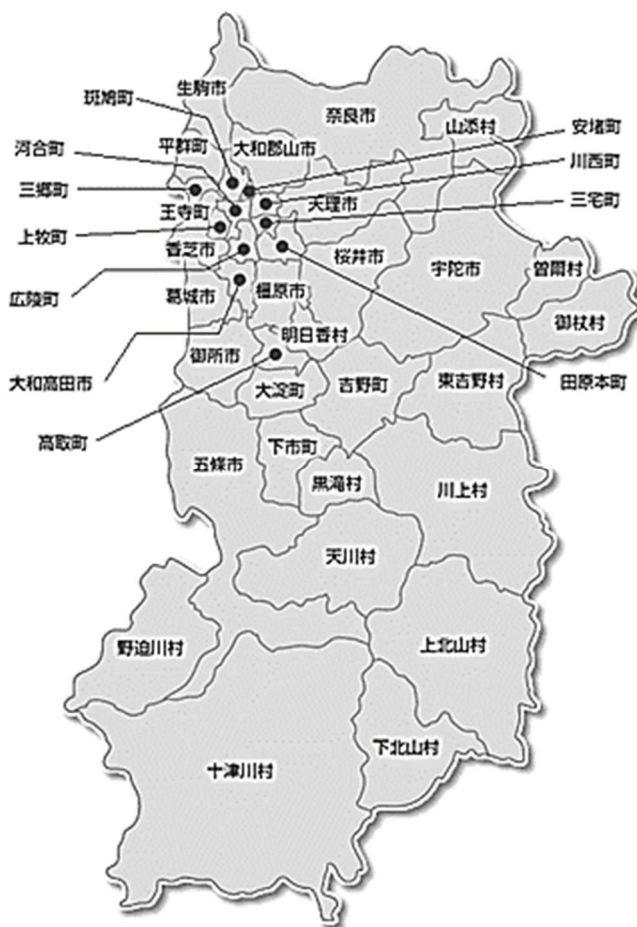 生駒市
斑鳩町
奈良市
山添村
安堵町
河合町
平群町
大和郡山市
川西町
三郷町
王寺町
天理市
三宅町
上牧町
香芝市
桜井市
宇陀市
曽爾村
広陵町
葛城市
橿原市
御杖村
明日香村
御所市
大和高田市
大淀町
吉野町
東吉野村
田原本町
高取町
五條市
下市町
黒滝村
川上村
天川村
野迫川村
上北山村
下北山村
十津川村